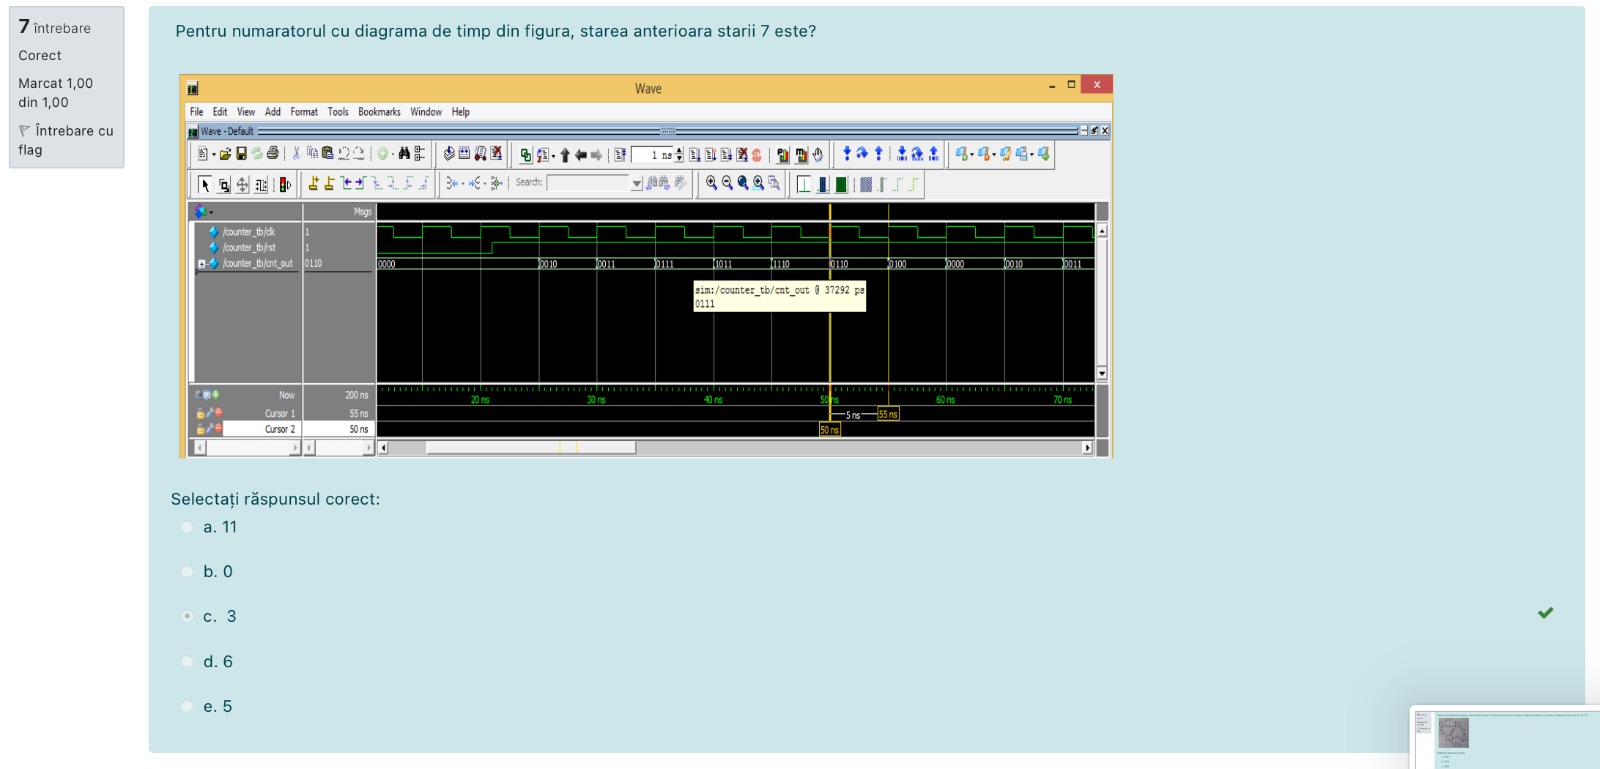 7 întrebare
Corect
Marcat 1,00
din 1,00
Întrebare cu
flag
Pentru numaratorul cu diagrama de timp din figura, starea anterioara starii 7 este?
Wave
File Edit View Add Format Tools Bookmarks Window Help
Wave - Default
1 ns
Search:
Msgs
/counter_tb/clk 1
/counter_tb/rst 1
/counter_tb/cnt_out 0110 0000 0010 0011 0111 1011 1110 0110 0100 0000 0010 0011
sim:/counter_tb/cnt_out @ 37292 ps
0111
Now 200 ns 20 ns 30 ns 40 ns 50 ns 60 ns 70 ns
Cursor 1 55 ns 5 ns 55 ns
Cursor 2 50 ns 50 ns
Selectați răspunsul corect:
a. 11
b. 0
c. 3
d. 6
e. 5